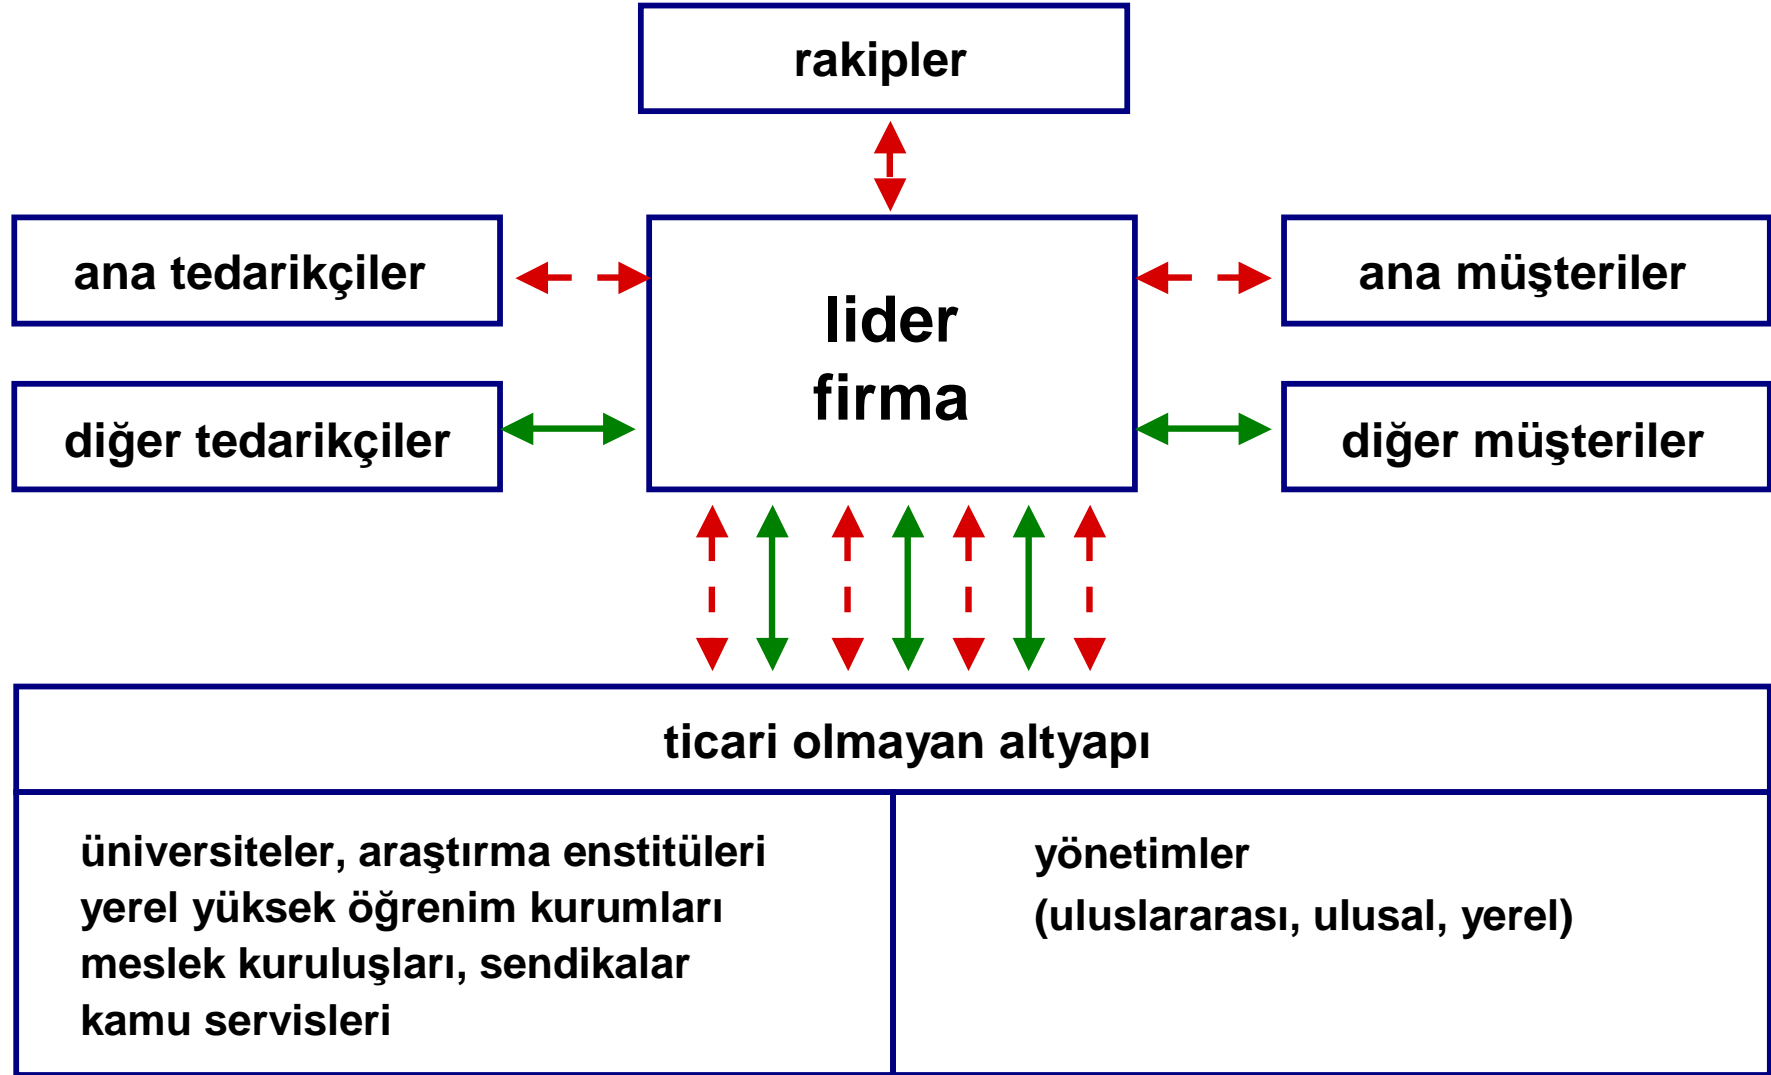 rakipler
ana tedarikçiler
lider
firma
ana müşteriler
diğer tedarikçiler
diğer müşteriler
ticari olmayan altyapı
üniversiteler, araştırma enstitüleri
yerel yüksek öğrenim kurumları
meslek kuruluşları, sendikalar
kamu servisleri
yönetimler
(uluslararası, ulusal, yerel)